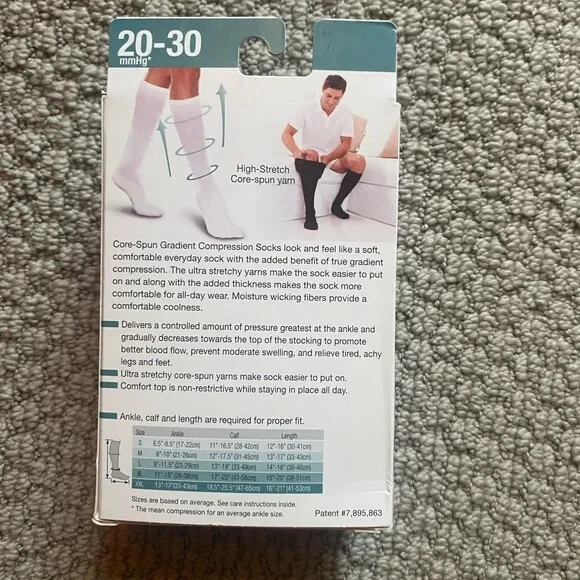 20-30
mmHg*
High-Stretch
Core-spun yarn
Core-Spun Gradient Compression Socks look and feel like a soft,
comfortable everyday sock with the added benefit of true gradient
compression. The ultra stretchy yarns make the sock easier to put
on and along with the added thickness makes the sock more
comfortable for all-day wear. Moisture wicking fibers provide a
comfortable coolness.
Delivers a controlled amount of pressure greatest at the ankle and
gradually decreases towards the top of the stocking to promote
better blood flow, prevent moderate swelling, and relieve tired, achy
legs and feet.
Ultra stretchy core-spun yarns make sock easier to put on.
Comfort top is non-restrictive while staying in place all day.
Ankle, calf and length are required for proper fit.
Size Ankle Calf Length
S 6.5"-8.5" (17-22cm) 11"-16.5" (28-42cm) 12"-16" (30-41cm)
M 8"-10" (21-26cm) 12"-17.5" (31-45cm) 13"-17" (33-43cm)
L 9"-11.5" (23-29cm) 13"-19" (33-49cm) 14"-18" (36-46cm)
XL 11"-15" (28-38cm) 17"-22" (43-56cm) 15"-20" (38-51cm)
XXL 13"-17" (33-43cm) 18.5"-25.5" (47-65cm) 16"-21" (41-53cm)
Sizes are based on average. See care instructions inside.
* The mean compression for an average ankle size.
Patent #7,895,863